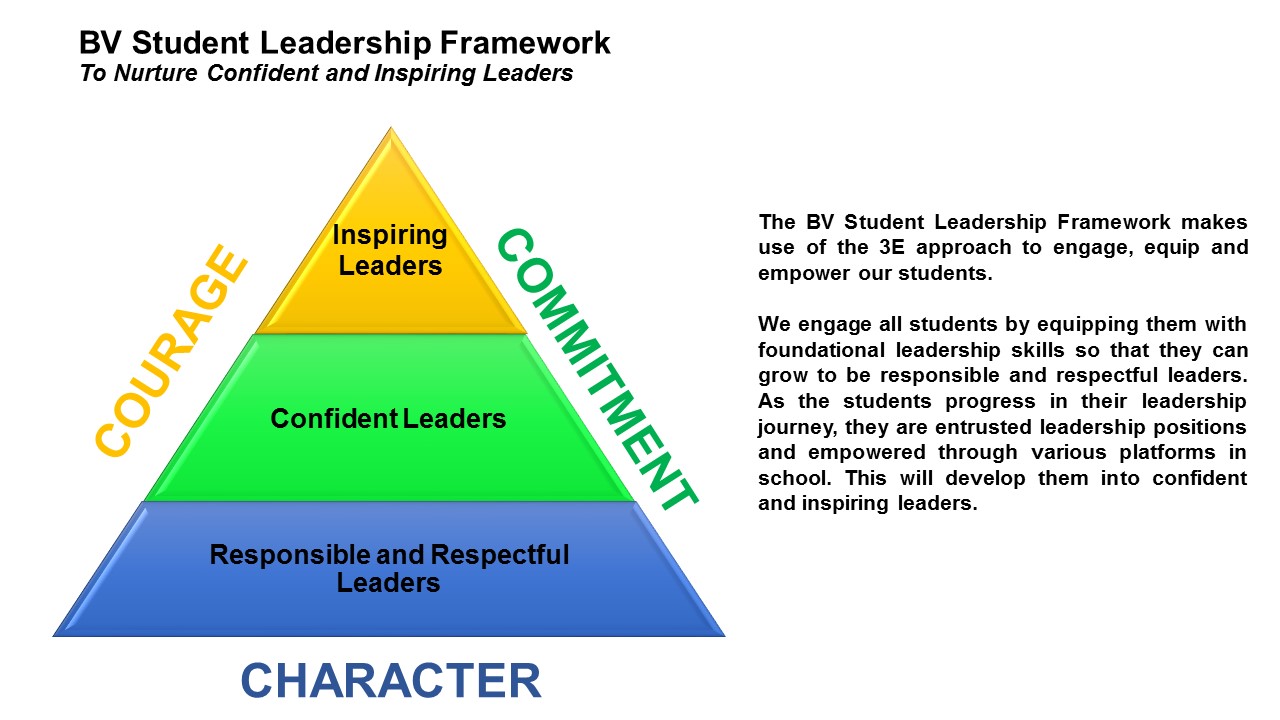 BV Student Leadership Framework
To Nurture Confident and Inspiring Leaders
Inspiring
Leaders
COURAGE
COMMITMENT
Confident Leaders
Responsible and Respectful
Leaders
CHARACTER
The BV Student Leadership Framework makes
use of the 3E approach to engage, equip and
empower our students.
We engage all students by equipping them with
foundational leadership skills so that they can
grow to be responsible and respectful leaders.
As the students progress in their leadership
journey, they are entrusted leadership positions
and empowered through various platforms in
school. This will develop them into confident
and inspiring leaders.